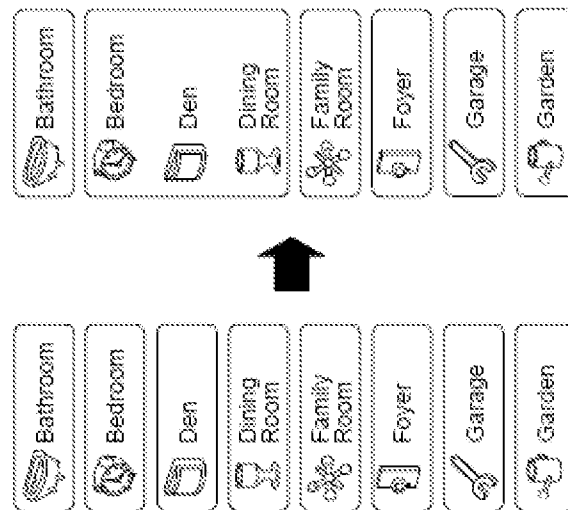 Bathroom
Bedroom
Den
Dining
Room
Family
Room
Foyer
Garage
Garden
Bathroom
Bedroom
Den
Dining
Room
Family
Room
Foyer
Garage
Garden